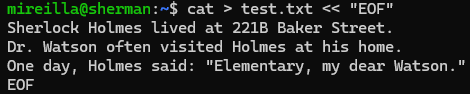 mireilla@sherman:~$ cat > test.txt << "EOF"
Sherlock Holmes lived at 221B Baker Street.
Dr. Watson often visited Holmes at his home.
One day, Holmes said: "Elementary, my dear Watson."
EOF